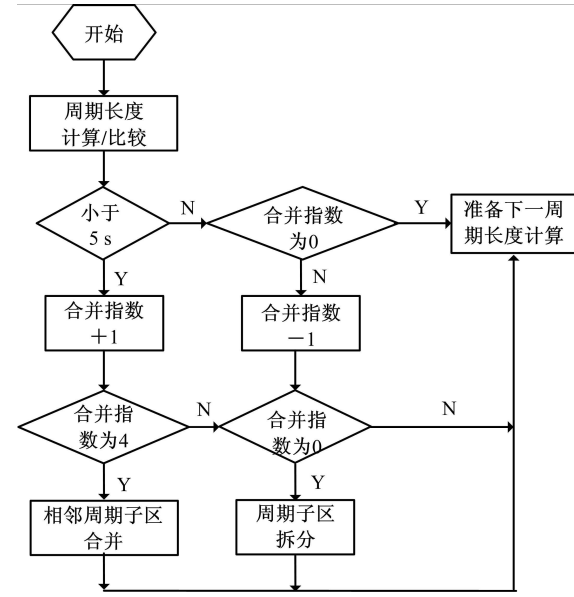 开始
周期长度
计算/比较
小于
5 s
N
合并指数
为0
Y
准备下一周
期长度计算
Y
N
合并指数
+1
合并指数
-1
合并指
数为4
N
合并指
数为0
N
Y
Y
相邻周期子区
合并
周期子区
拆分